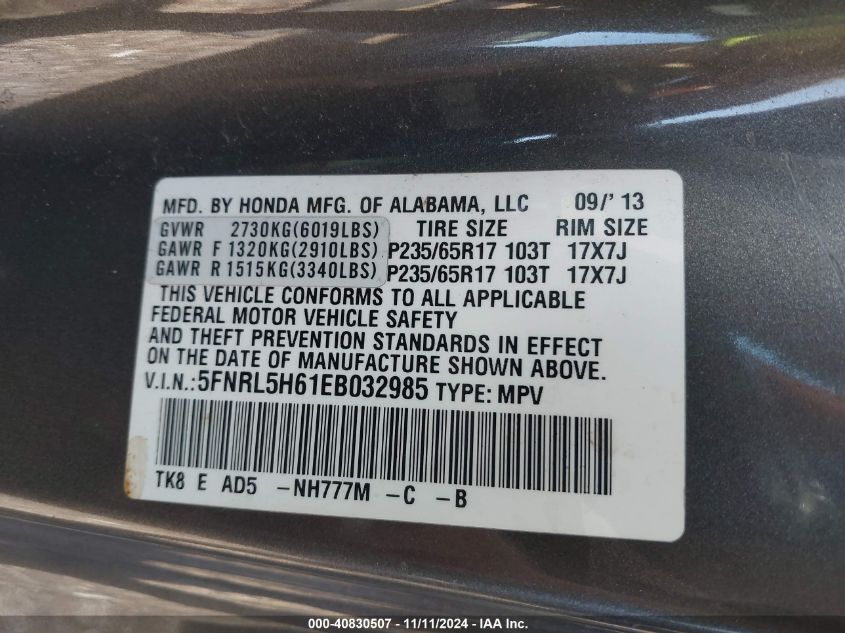 MFD. BY HONDA MFG. OF ALABAMA, LLC 09/' 13
GVWR 2730KG(6019LBS) TIRE SIZE RIM SIZE
GAWR F 1320KG(2910LBS) P235/65R17 103T 17X7J
GAWR R 1515KG(3340LBS) P235/65R17 103T 17X7J
THIS VEHICLE CONFORMS TO ALL APPLICABLE
FEDERAL MOTOR VEHICLE SAFETY
AND THEFT PREVENTION STANDARDS IN EFFECT
ON THE DATE OF MANUFACTURE SHOWN ABOVE.
V.I.N.:5FNRL5H61EB032985 TYPE: MPV
TK8 E AD5 -NH777M -C -B
000-40830507 - 11/11/2024 - IAAI, Inc.